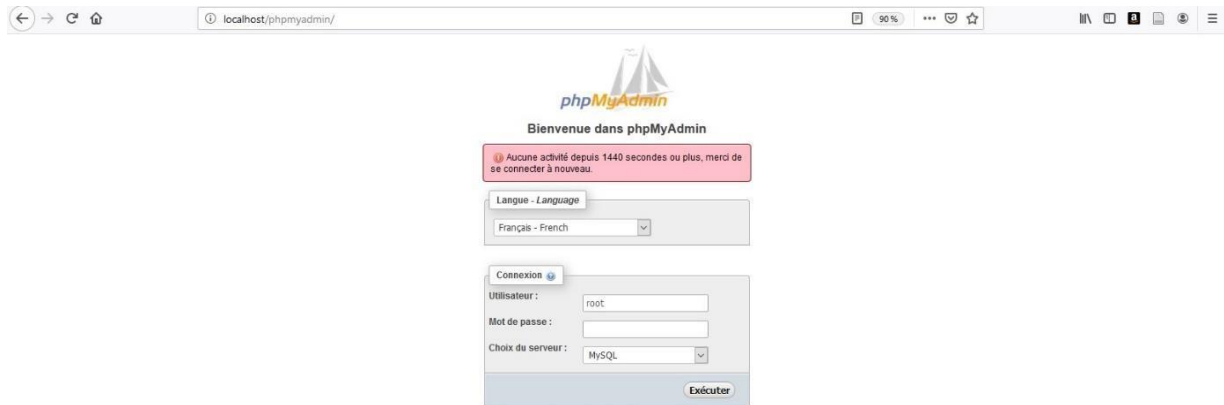 localhost/phpmyadmin/
90 %
phpMyAdmin
Bienvenue dans phpMyAdmin
Aucune activité depuis 1440 secondes ou plus, merci de
se connecter à nouveau.
Langue - Language
Français - French
Connexion
Utilisateur :
root
Mot de passe :
Choix du serveur :
MySQL
Exécuter